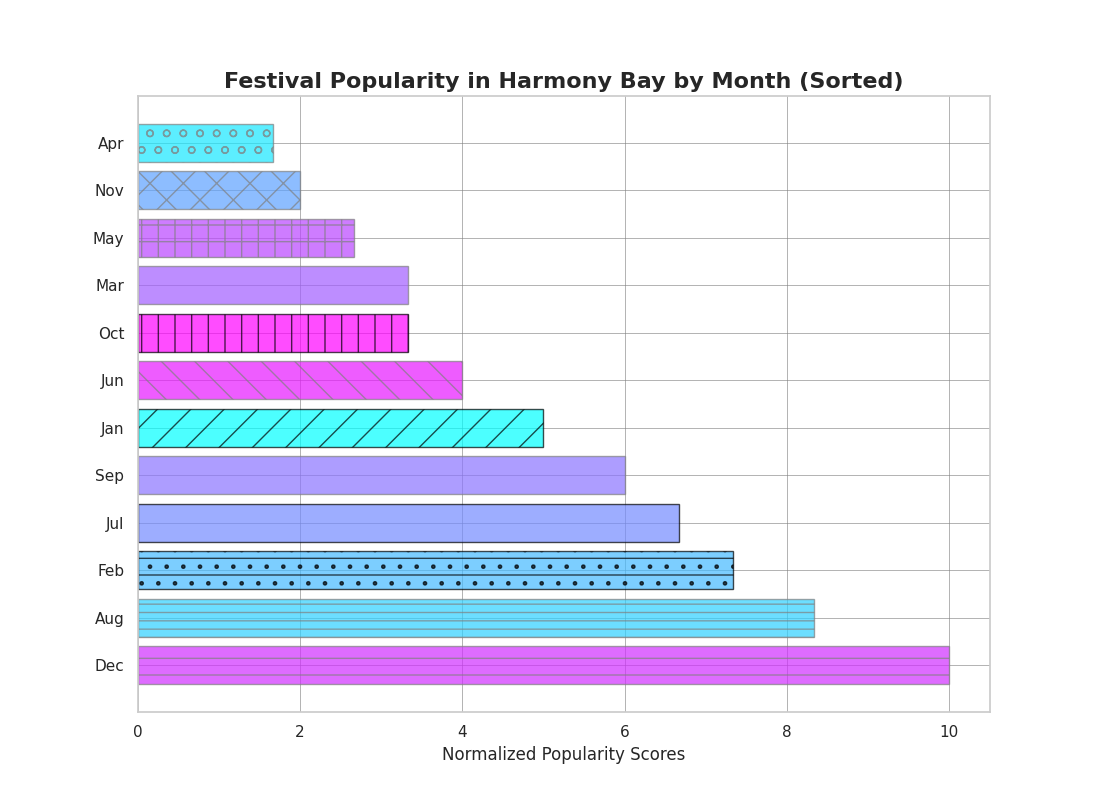 Festival Popularity in Harmony Bay by Month (Sorted)
Apr
Nov
May
Mar
Oct
Jun
Jan
Sep
Jul
Feb
Aug
Dec
0 2 4 6 8 10
Normalized Popularity Scores